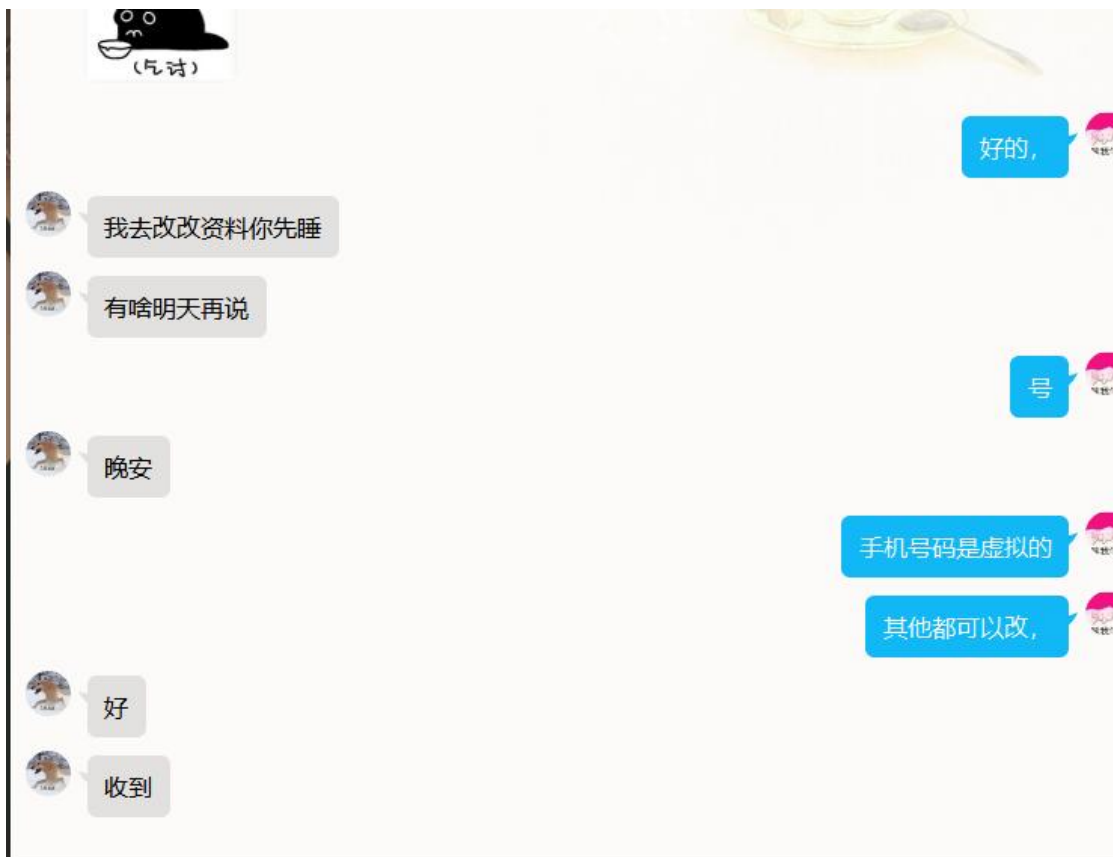 (乞讨)
好的，
我去改改资料你先睡
有啥明天再说
号
晚安
手机号码是虚拟的
其他都可以改，
好
收到